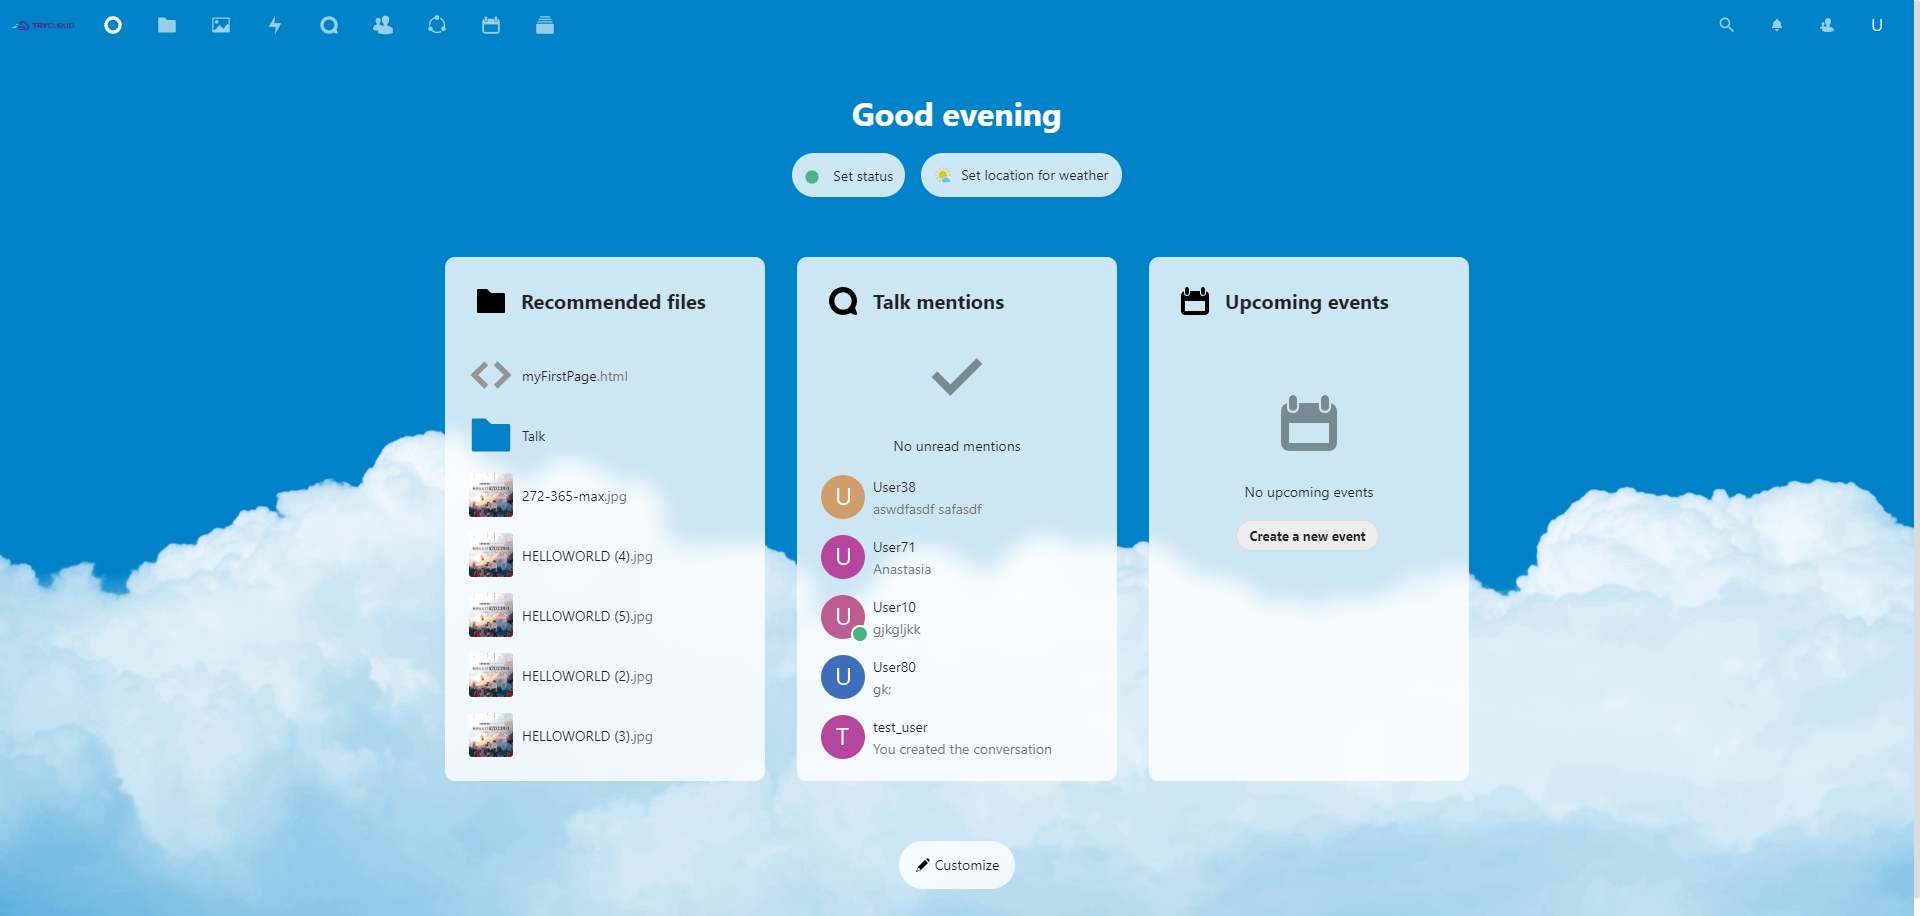 TRYCLOUD
U
Good evening
Set status
Set location for weather
Recommended files
myFirstPage.html
Talk
272-365-max.jpg
HELLOWORLD (4).jpg
HELLOWORLD (5).jpg
HELLOWORLD (2).jpg
HELLOWORLD (3).jpg
Talk mentions
No unread mentions
U
User38
aswdfasdf safasdf
U
User71
Anastasia
U
User10
gjkgljkk
U
User80
gk;
T
test_user
You created the conversation
Upcoming events
No upcoming events
Create a new event
Customize